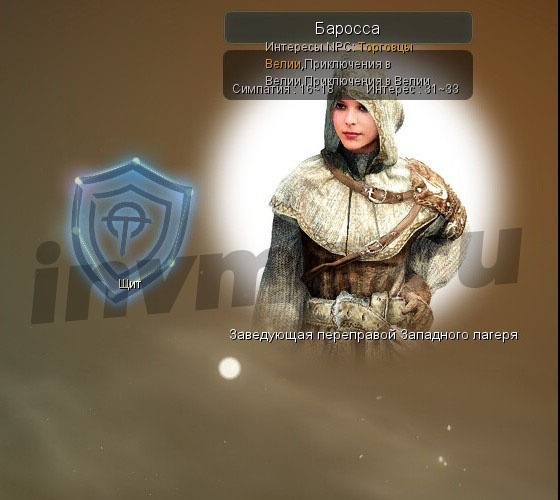 Баросса
Интересы NPC: Торговцы
Велии,Приключения в
Велии,Приключения в Велии
Симпатия : 16~18 Интерес : 31~33
Щит
Заведующая переправой Западного лагеря